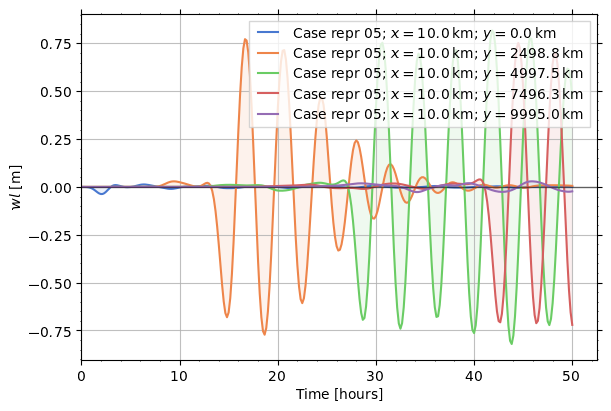 Case repr 05; x = 10.0 km; y = 0.0 km
Case repr 05; x = 10.0 km; y = 2498.8 km
Case repr 05; x = 10.0 km; y = 4997.5 km
Case repr 05; x = 10.0 km; y = 7496.3 km
Case repr 05; x = 10.0 km; y = 9995.0 km
wl [m]
0.75
0.50
0.25
0.00
−0.25
−0.50
−0.75
0 10 20 30 40 50
Time [hours]